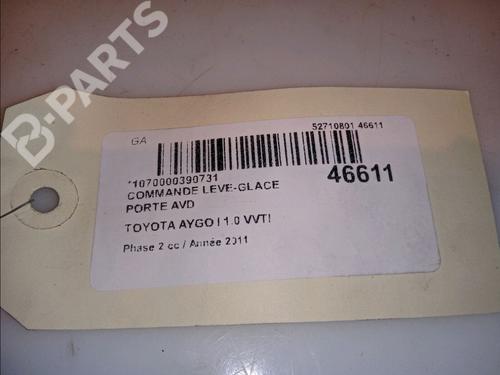 B-PARTS
GA
52710801 46611
*1070000390731
46611
COMMANDE LEVE-GLACE
PORTE AVD
TOYOTA AYGO I 1.0 VVTI
Phase 2 cc / Année 2011